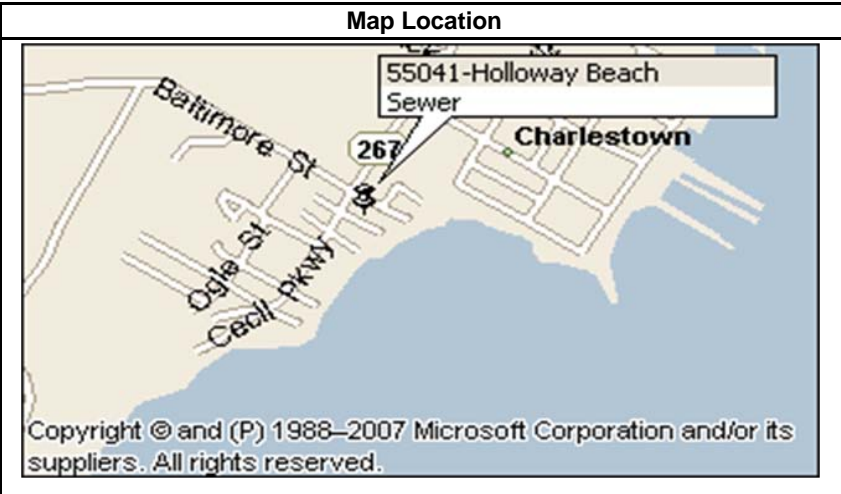 Map Location
55041-Holloway Beach
Sewer
Baltimore St
267
Charlestown
Ogle St
Cecil Pkwy
Copyright © and (P) 1988–2007 Microsoft Corporation and/or its
suppliers. All rights reserved.